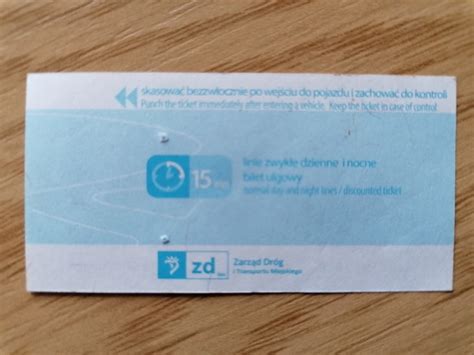 skasować bezzwłocznie po wejściu do pojazdu i zachować do kontroli
Punch the ticket immediately after entering a vehicle. Keep the ticket in case of control
15 min
linie zwykłe dzienne i nocne
bilet ulgowy
normal day and night lines / discounted ticket
zd
Zarząd Dróg
i Transportu Miejskiego